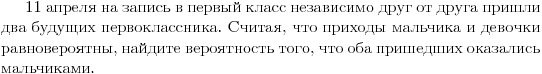 11 апреля на запись в первый класс независимо друг от друга пришли
два будущих первоклассника. Считая, что приходы мальчика и девочки
равновероятны, найдите вероятность того, что оба пришедших оказались
мальчиками.